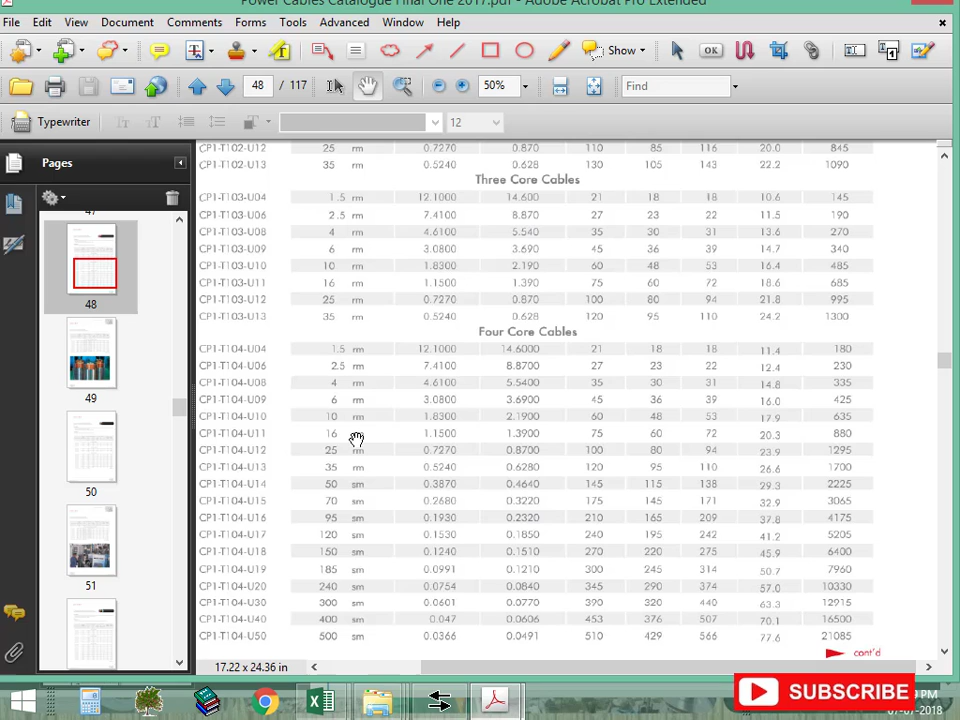 Power Cables Catalogue Final One 2017.pdf - Adobe Acrobat Pro Extended
File Edit View Document Comments Forms Tools Advanced Window Help
Show
OK
48 / 117
50%
Find
Typewriter
12
Pages
47
48
49
50
51
CP1-T102-U12 25 rm 0.7270 0.870 110 85 116 20.0 845
CP1-T102-U13 35 rm 0.5240 0.628 130 105 143 22.2 1090
Three Core Cables
CP1-T103-U04 1.5 rm 12.1000 14.600 21 18 18 10.6 145
CP1-T103-U06 2.5 rm 7.4100 8.870 27 23 22 11.5 190
CP1-T103-U08 4 rm 4.6100 5.540 35 30 31 13.6 270
CP1-T103-U09 6 rm 3.0800 3.690 45 36 39 14.7 340
CP1-T103-U10 10 rm 1.8300 2.190 60 48 53 16.4 485
CP1-T103-U11 16 rm 1.1500 1.390 75 60 72 18.6 685
CP1-T103-U12 25 rm 0.7270 0.870 100 80 94 21.8 995
CP1-T103-U13 35 rm 0.5240 0.628 120 95 110 24.2 1300
Four Core Cables
CP1-T104-U04 1.5 rm 12.1000 14.6000 21 18 18 11.4 180
CP1-T104-U06 2.5 rm 7.4100 8.8700 27 23 22 12.4 230
CP1-T104-U08 4 rm 4.6100 5.5400 35 30 31 14.8 335
CP1-T104-U09 6 rm 3.0800 3.6900 45 36 39 16.0 425
CP1-T104-U10 10 rm 1.8300 2.1900 60 48 53 17.9 635
CP1-T104-U11 16 1.1500 1.3900 75 60 72 20.3 880
CP1-T104-U12 25 rm 0.7270 0.8700 100 80 94 23.9 1295
CP1-T104-U13 35 rm 0.5240 0.6280 120 95 110 26.6 1700
CP1-T104-U14 50 sm 0.3870 0.4640 145 115 138 29.3 2225
CP1-T104-U15 70 sm 0.2680 0.3220 175 145 171 32.9 3065
CP1-T104-U16 95 sm 0.1930 0.2320 210 165 209 37.8 4175
CP1-T104-U17 120 sm 0.1530 0.1850 240 195 242 41.2 5205
CP1-T104-U18 150 sm 0.1240 0.1510 270 220 275 45.9 6400
CP1-T104-U19 185 sm 0.0991 0.1210 300 245 314 50.7 7960
CP1-T104-U20 240 sm 0.0754 0.0840 345 290 374 57.0 10330
CP1-T104-U30 300 sm 0.0601 0.0770 390 320 440 63.3 12915
CP1-T104-U40 400 sm 0.047 0.0606 453 376 507 70.1 16500
CP1-T104-U50 500 sm 0.0366 0.0491 510 429 566 77.6 21085
cont'd
17.22 x 24.36 in
SUBSCRIBE